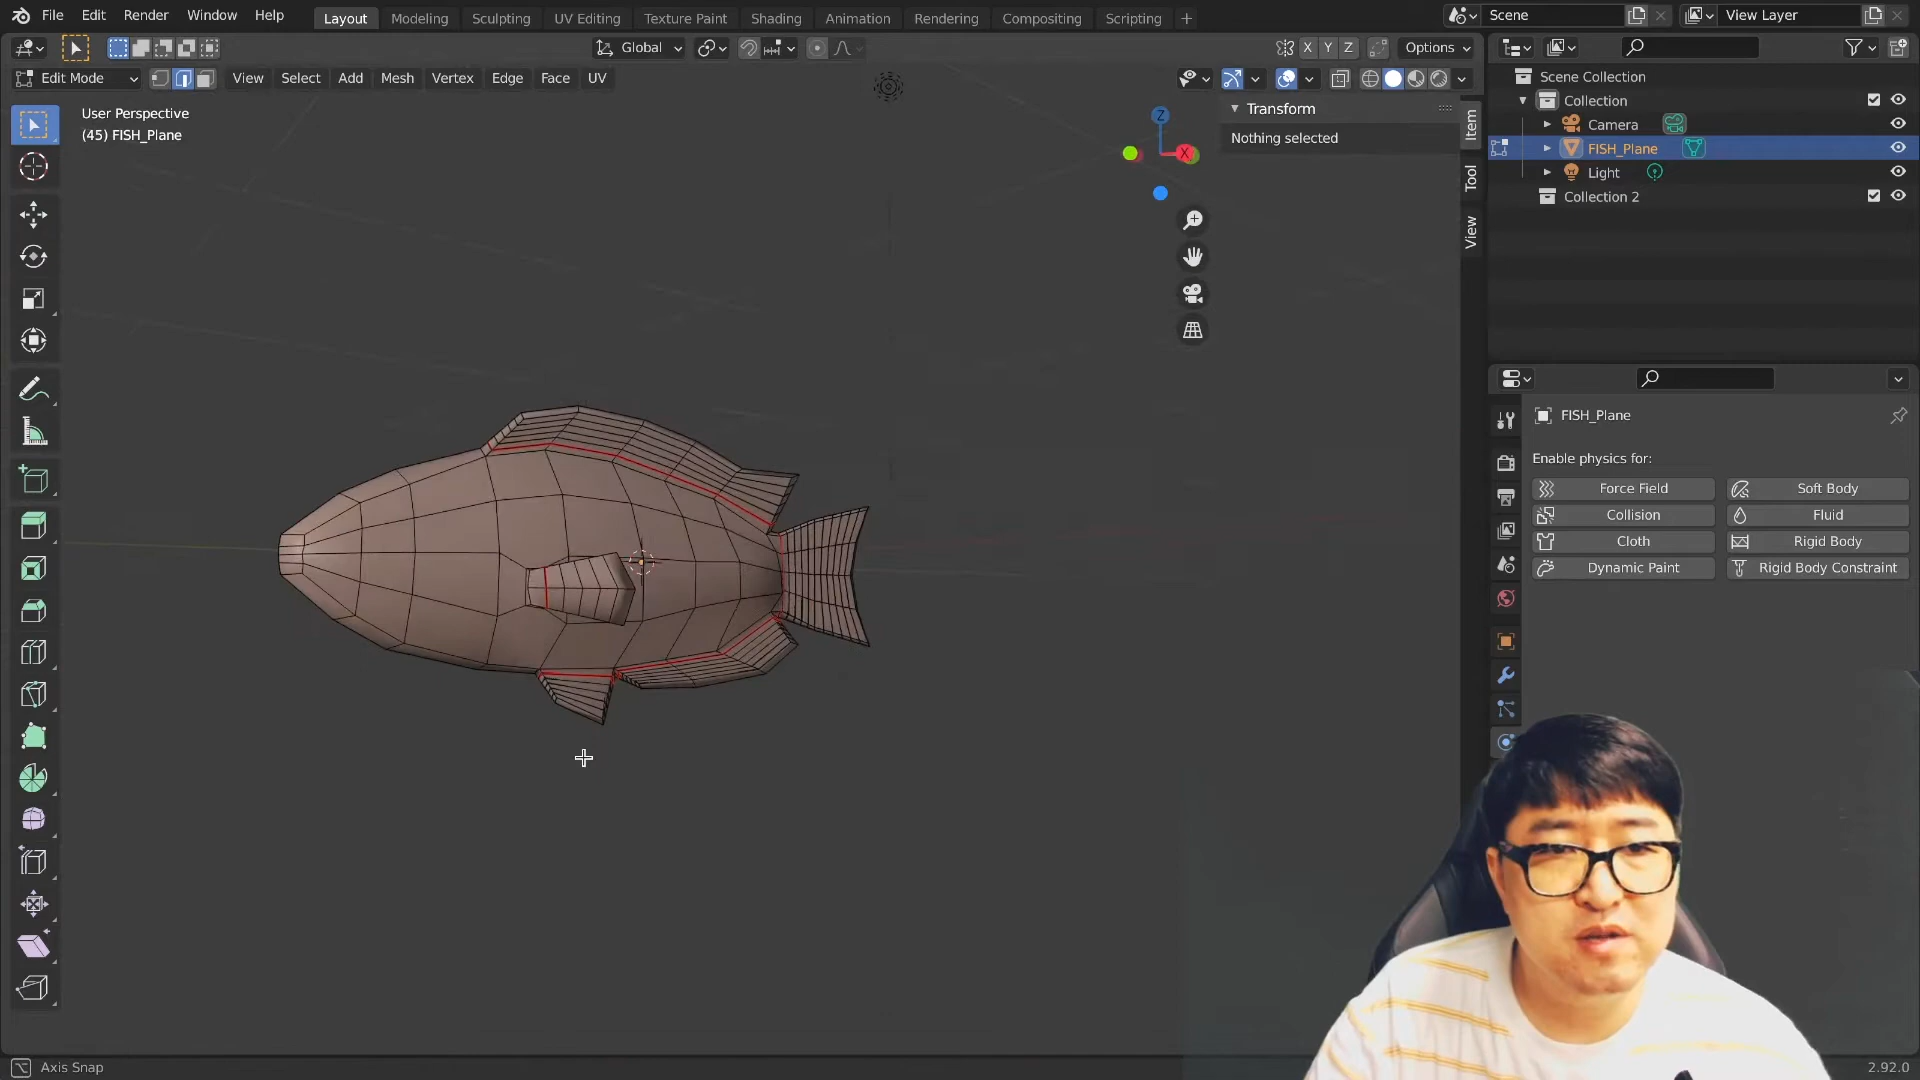 File Edit Render Window Help Layout Modeling Sculpting UV Editing Texture Paint Shading Animation Rendering Compositing Scripting + Scene View Layer
Global X Y Z Options
Edit Mode View Select Add Mesh Vertex Edge Face UV
User Perspective
(45) FISH_Plane
Z
X
Transform
Nothing selected
Item
Tool
View
Scene Collection
Collection
Camera
FISH_Plane
Light
Collection 2
FISH_Plane
Enable physics for:
Force Field Soft Body
Collision Fluid
Cloth Rigid Body
Dynamic Paint Rigid Body Constraint
Axis Snap 2.92.0